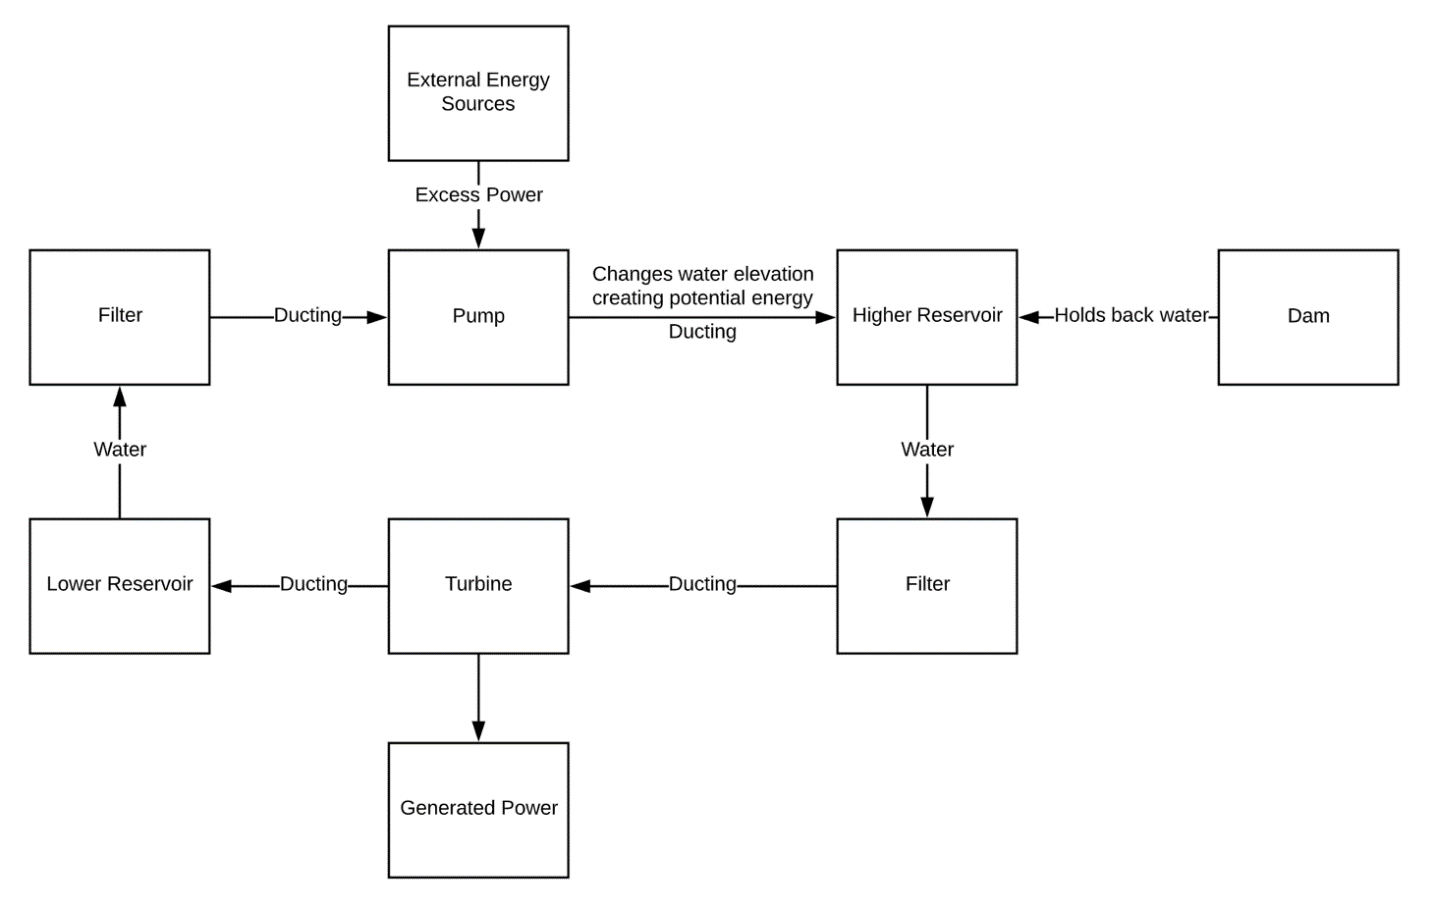 External Energy
Sources
Excess Power
Filter
Ducting
Pump
Changes water elevation
creating potential energy
Ducting
Higher Reservoir
Holds back water
Dam
Water
Water
Lower Reservoir
Ducting
Turbine
Ducting
Filter
Generated Power